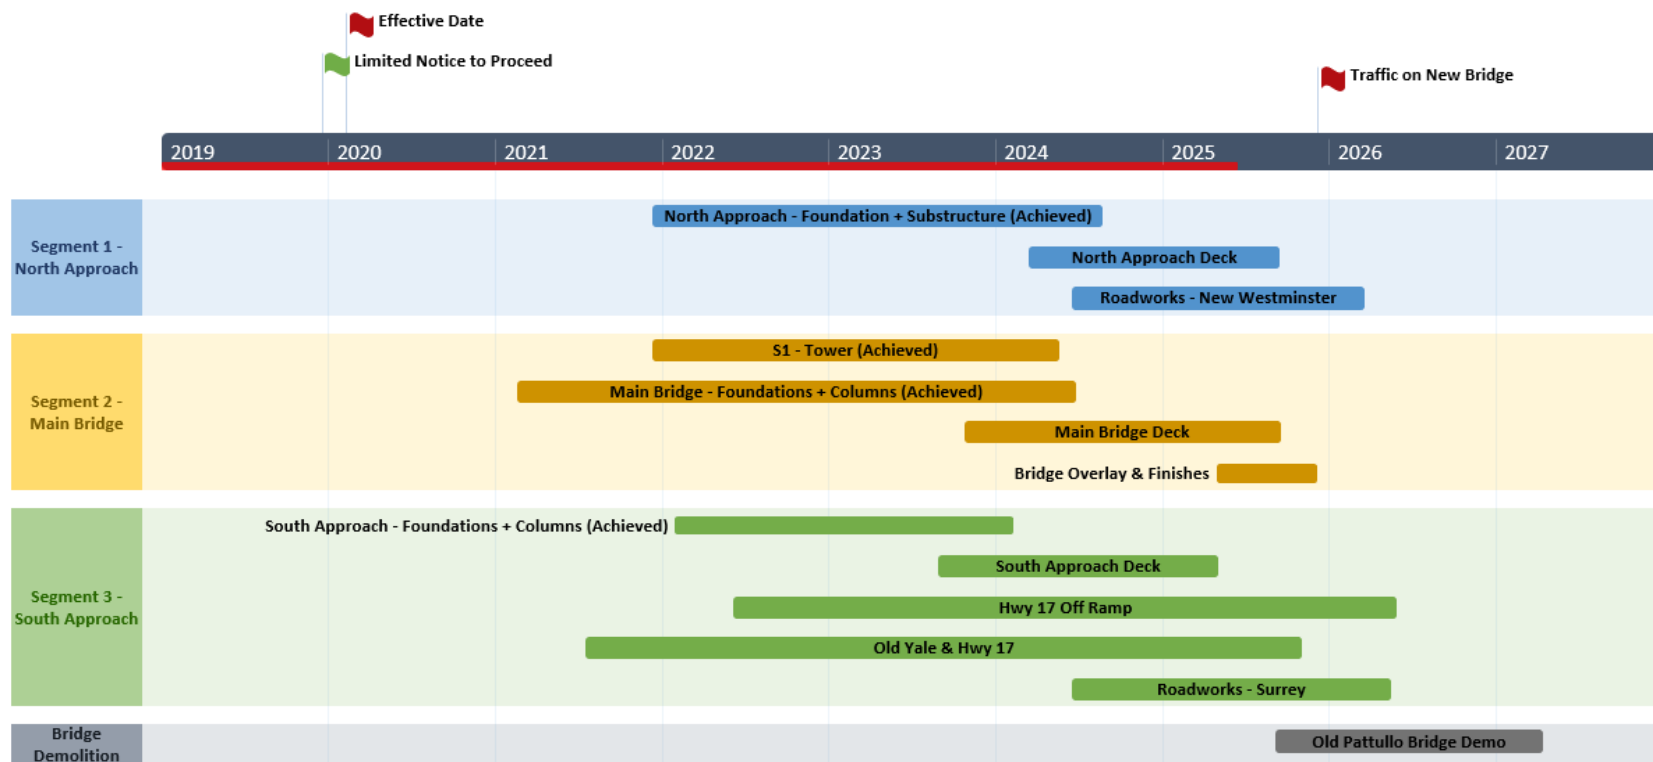 Effective Date
Limited Notice to Proceed
Traffic on New Bridge
2019 2020 2021 2022 2023 2024 2025 2026 2027
Segment 1 -
North Approach
North Approach - Foundation + Substructure (Achieved)
North Approach Deck
Roadworks - New Westminster
Segment 2 -
Main Bridge
S1 - Tower (Achieved)
Main Bridge - Foundations + Columns (Achieved)
Main Bridge Deck
Bridge Overlay & Finishes
Segment 3 -
South Approach
South Approach - Foundations + Columns (Achieved)
South Approach Deck
Hwy 17 Off Ramp
Old Yale & Hwy 17
Roadworks - Surrey
Bridge
Demolition
Old Pattullo Bridge Demo